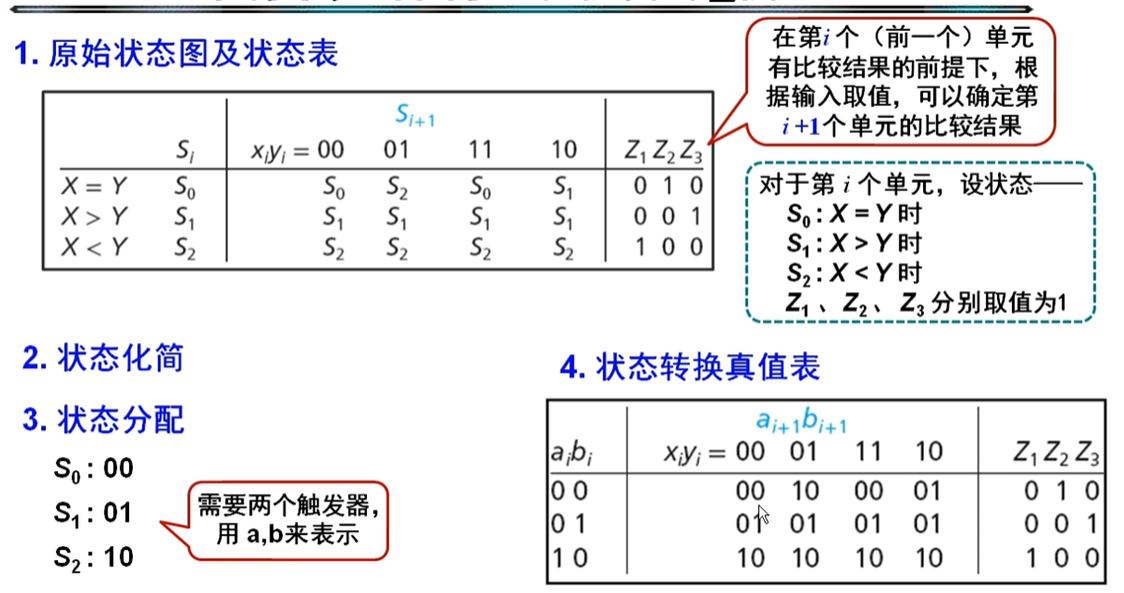 1. 原始状态图及状态表
S_{i+1}
S_i x_iy_i = 00 01 11 10 Z_1 Z_2 Z_3
X = Y S_0 S_0 S_2 S_0 S_1 0 1 0
X > Y S_1 S_1 S_1 S_1 S_1 0 0 1
X < Y S_2 S_2 S_2 S_2 S_2 1 0 0
在第i个（前一个）单元
有比较结果的前提下，根
据输入取值，可以确定第
i+1个单元的比较结果
对于第 i 个单元，设状态——
S_0 : X = Y 时
S_1 : X > Y 时
S_2 : X < Y 时
Z_1 、Z_2 、Z_3 分别取值为1
2. 状态化简
3. 状态分配
S_0 : 00
S_1 : 01
S_2 : 10
需要两个触发器，
用 a,b来表示
4. 状态转换真值表
a_{i+1}b_{i+1}
a_ib_i x_iy_i = 00 01 11 10 Z_1 Z_2 Z_3
0 0 00 10 00 01 0 1 0
0 1 01 01 01 01 0 0 1
1 0 10 10 10 10 1 0 0